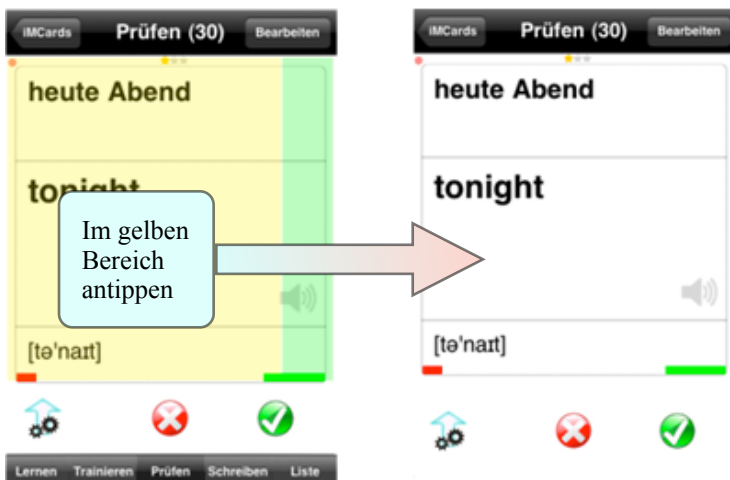 iMCards Prüfen (30) Bearbeiten
heute Abend
tonight
[tə'naɪt]
Lernen Trainieren Prüfen Schreiben Liste
Im gelben
Bereich
antippen
iMCards Prüfen (30) Bearbeiten
heute Abend
tonight
[tə'naɪt]